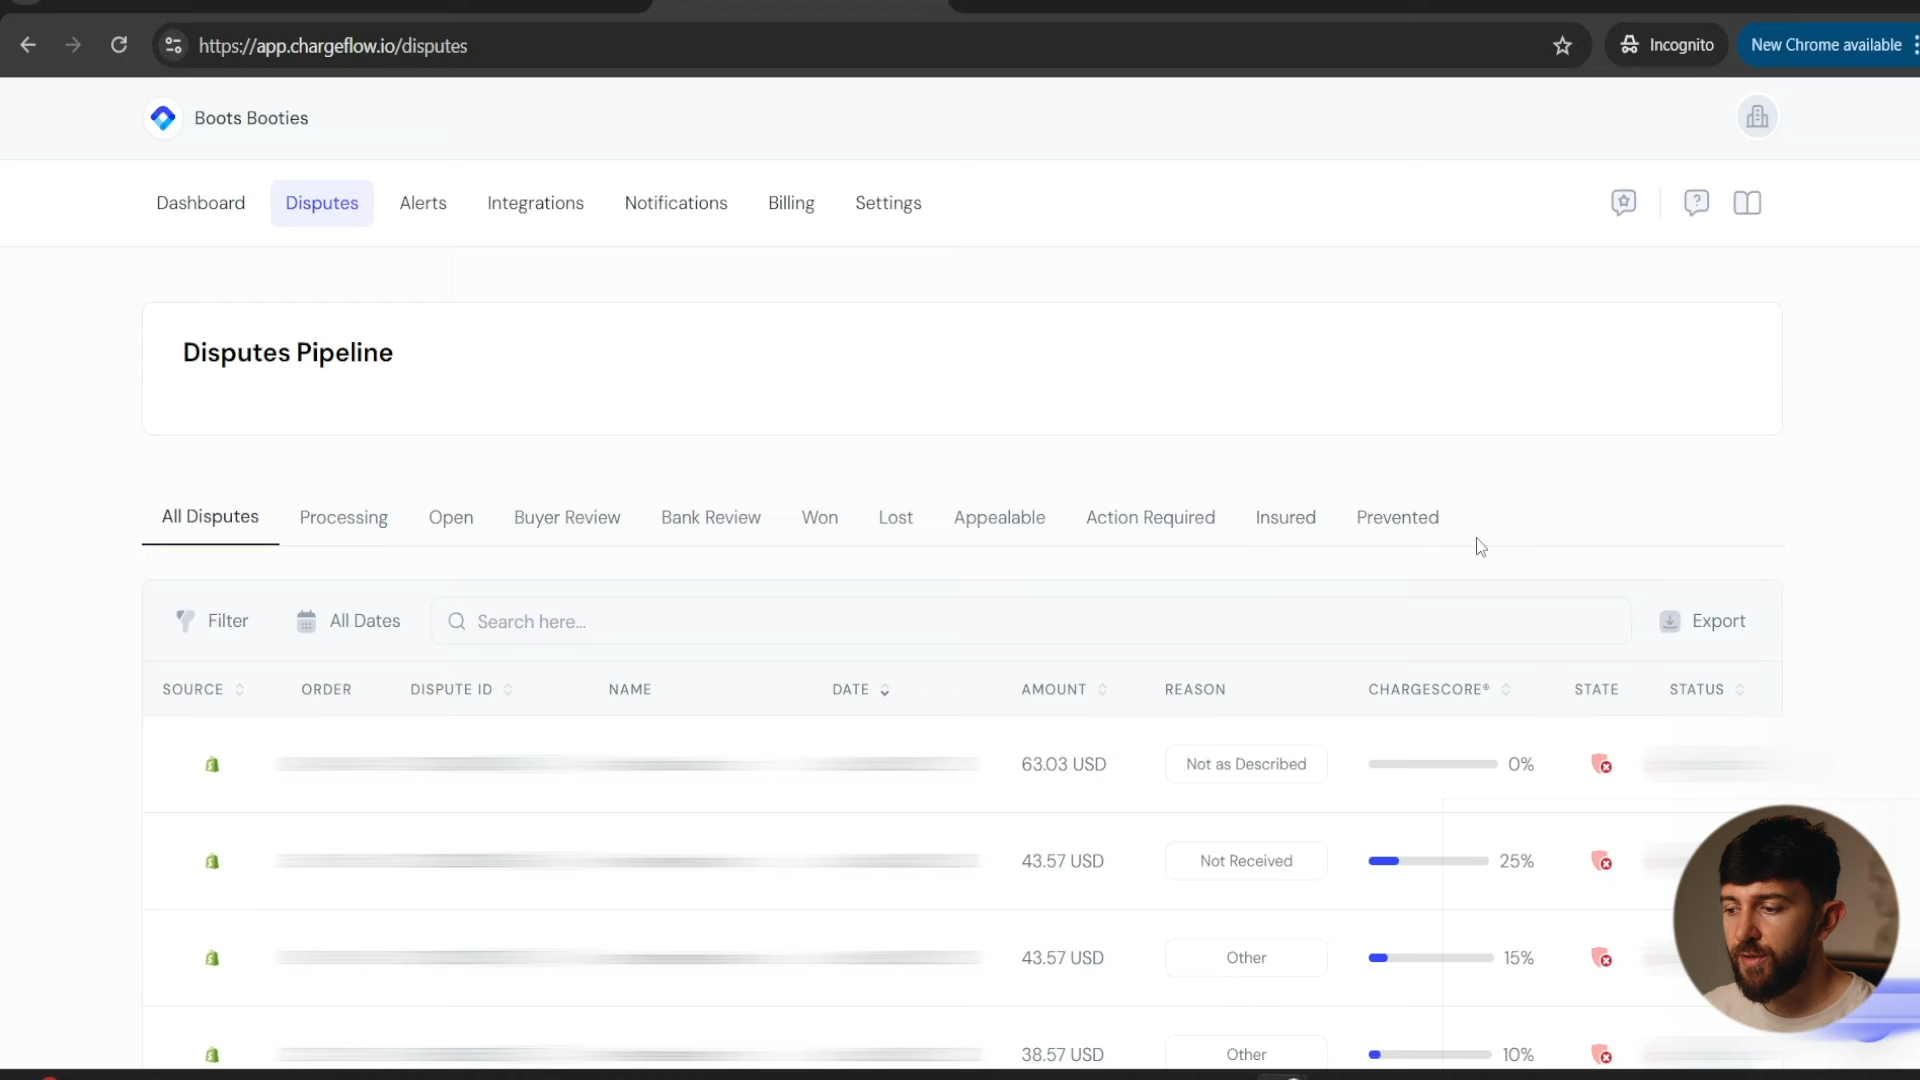 https://app.chargeflow.io/disputes
Incognito
New Chrome available
Boots Booties
Dashboard
Disputes
Alerts
Integrations
Notifications
Billing
Settings
Disputes Pipeline
All Disputes
Processing
Open
Buyer Review
Bank Review
Won
Lost
Appealable
Action Required
Insured
Prevented
Filter
All Dates
Search here...
Export
SOURCE
ORDER
DISPUTE ID
NAME
DATE
AMOUNT
REASON
CHARGESCORE®
STATE
STATUS
63.03 USD
Not as Described
0%
43.57 USD
Not Received
25%
43.57 USD
Other
15%
38.57 USD
Other
10%